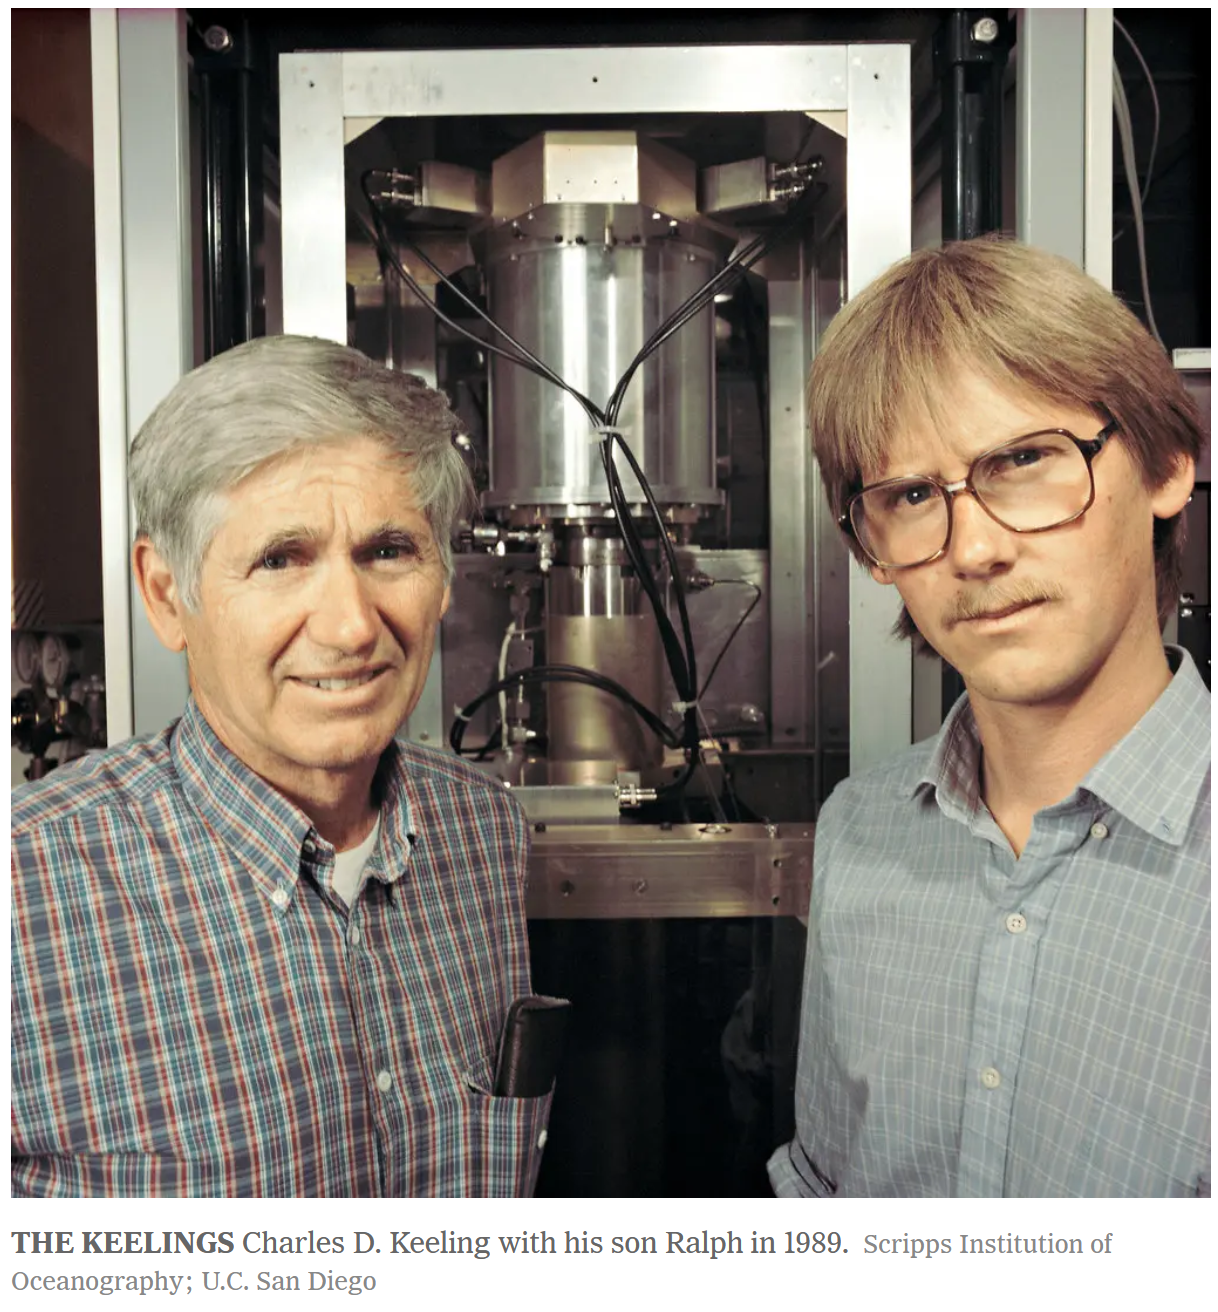 THE KEELINGS Charles D. Keeling with his son Ralph in 1989. Scripps Institution of
Oceanography; U.C. San Diego